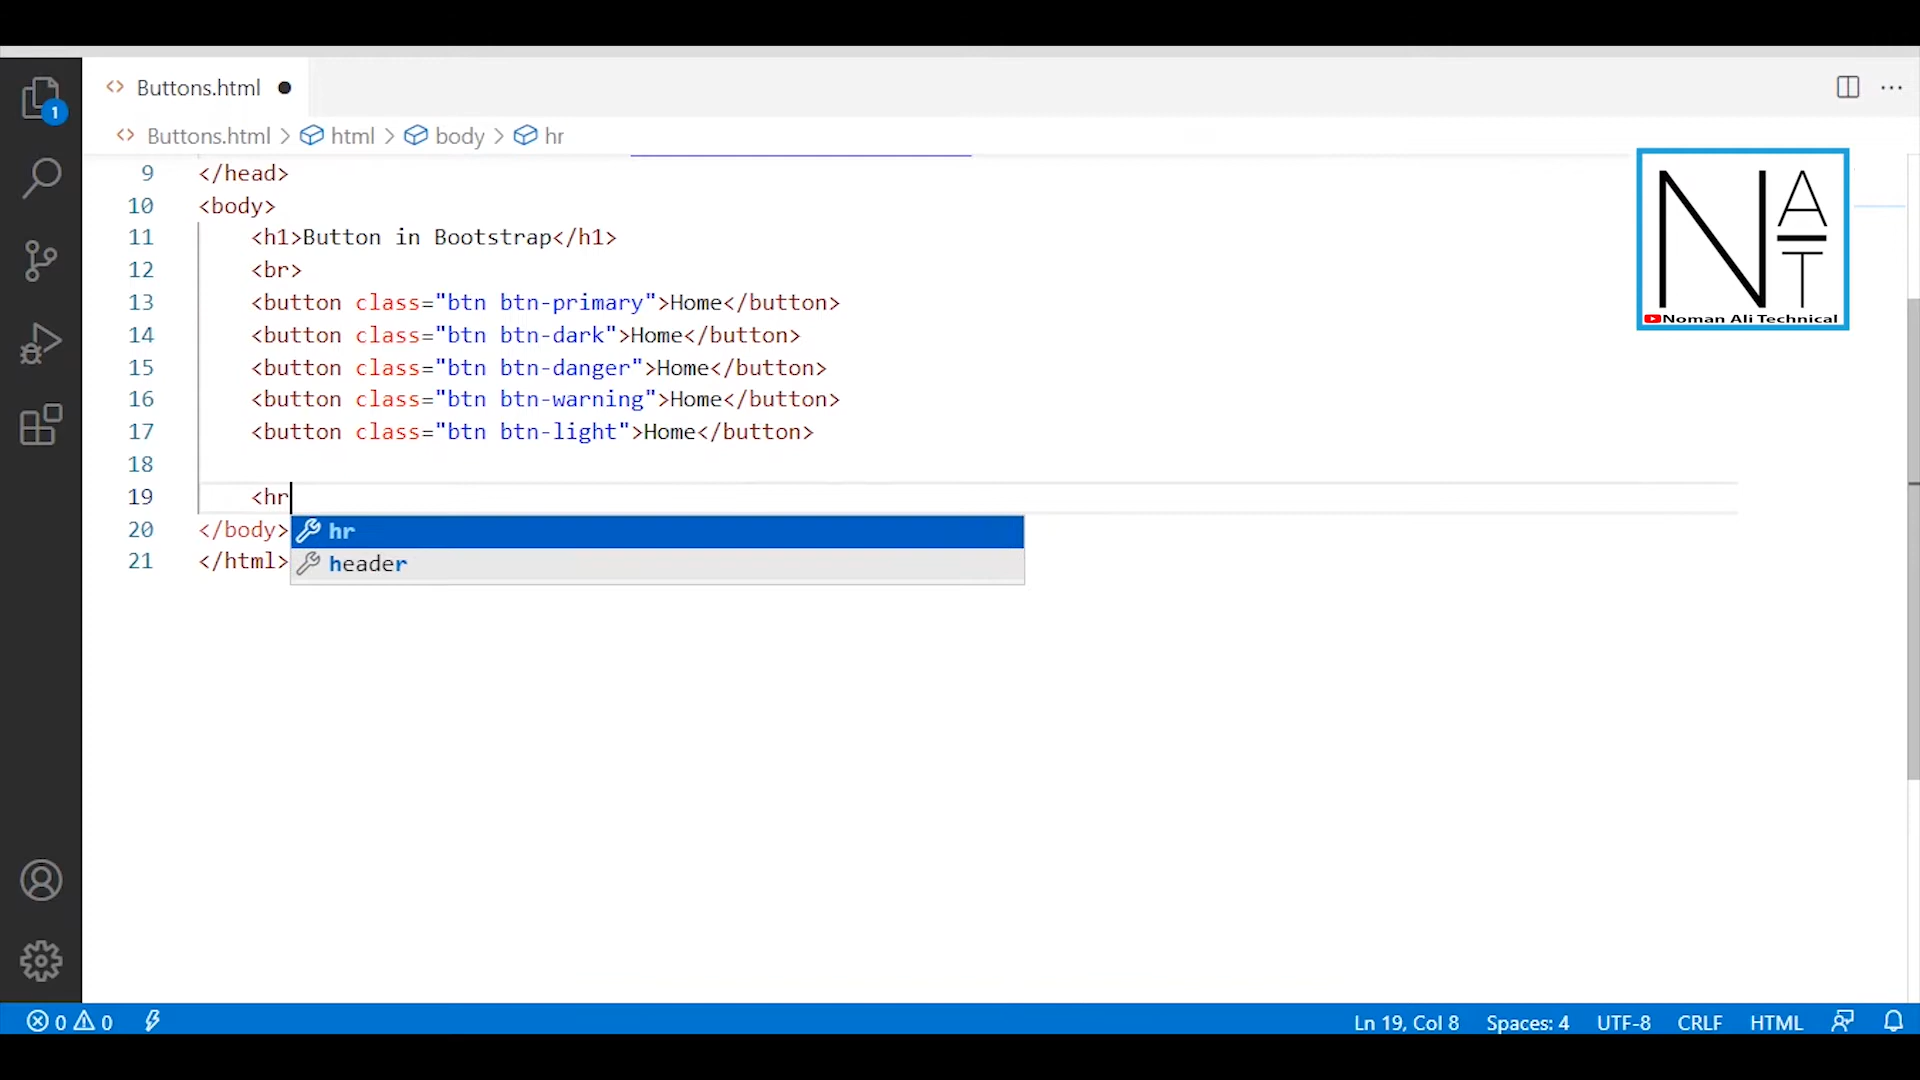 Buttons.html
Buttons.html > html > body > hr
9 </head>
10 <body>
11 <h1>Button in Bootstrap</h1>
12 <br>
13 <button class="btn btn-primary">Home</button>
14 <button class="btn btn-dark">Home</button>
15 <button class="btn btn-danger">Home</button>
16 <button class="btn btn-warning">Home</button>
17 <button class="btn btn-light">Home</button>
18
19 <hr
20 </body>
hr
21 </html>
header
1
NAT
Noman Ali Technical
0 0 Ln 19, Col 8 Spaces: 4 UTF-8 CRLF HTML